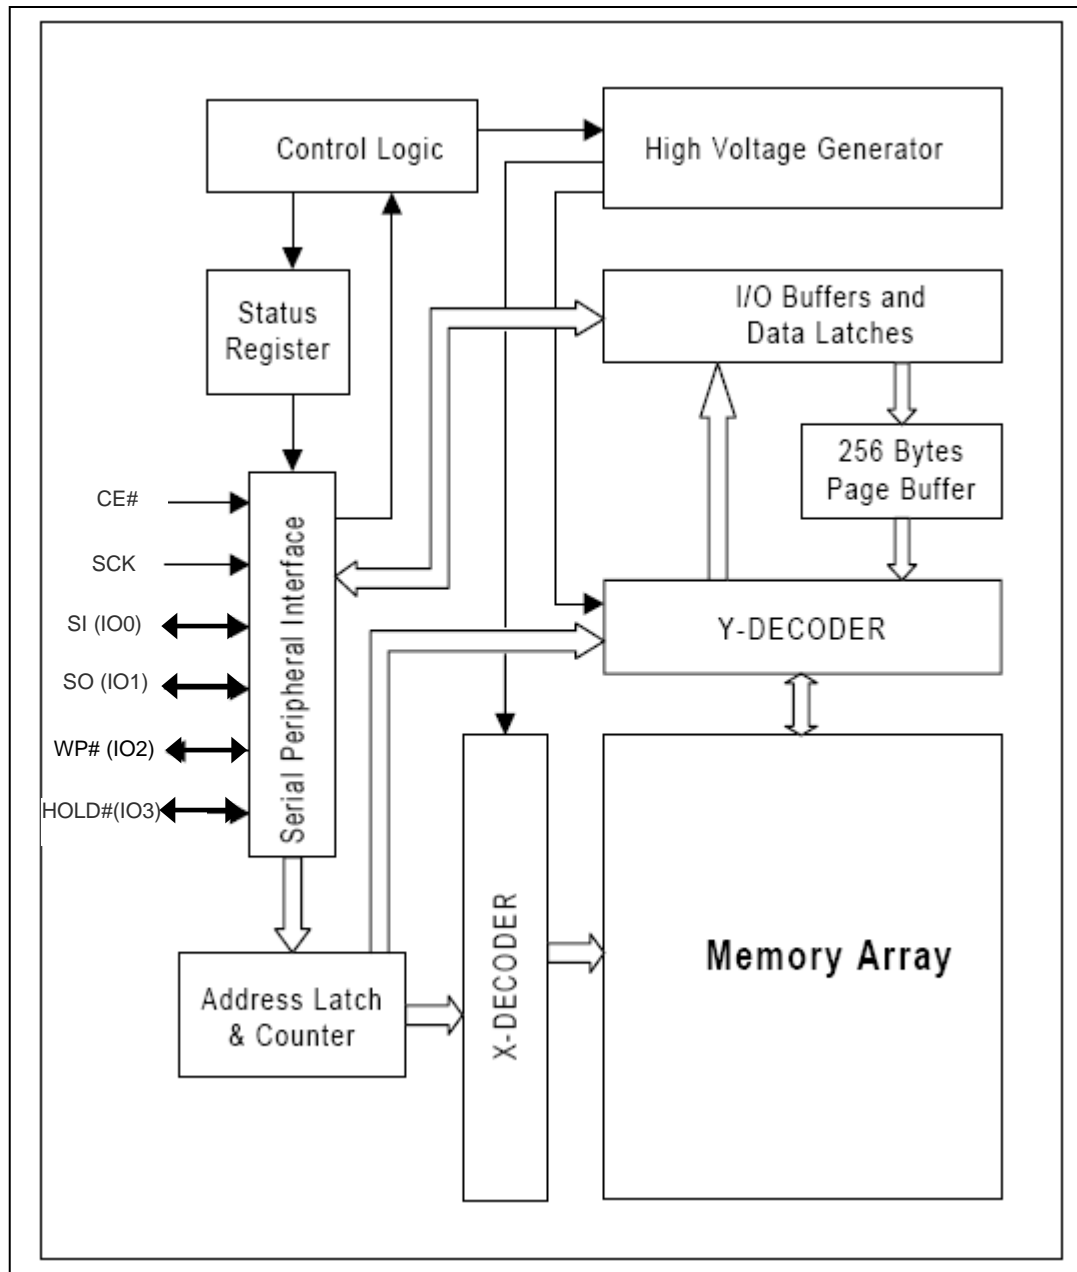 Control Logic
High Voltage Generator
Status
Register
I/O Buffers and
Data Latches
256 Bytes
Page Buffer
CE#
SCK
SI (IO0)
SO (IO1)
WP# (IO2)
HOLD#(IO3)
Serial Peripheral Interface
Y-DECODER
Address Latch
& Counter
X-DECODER
Memory Array